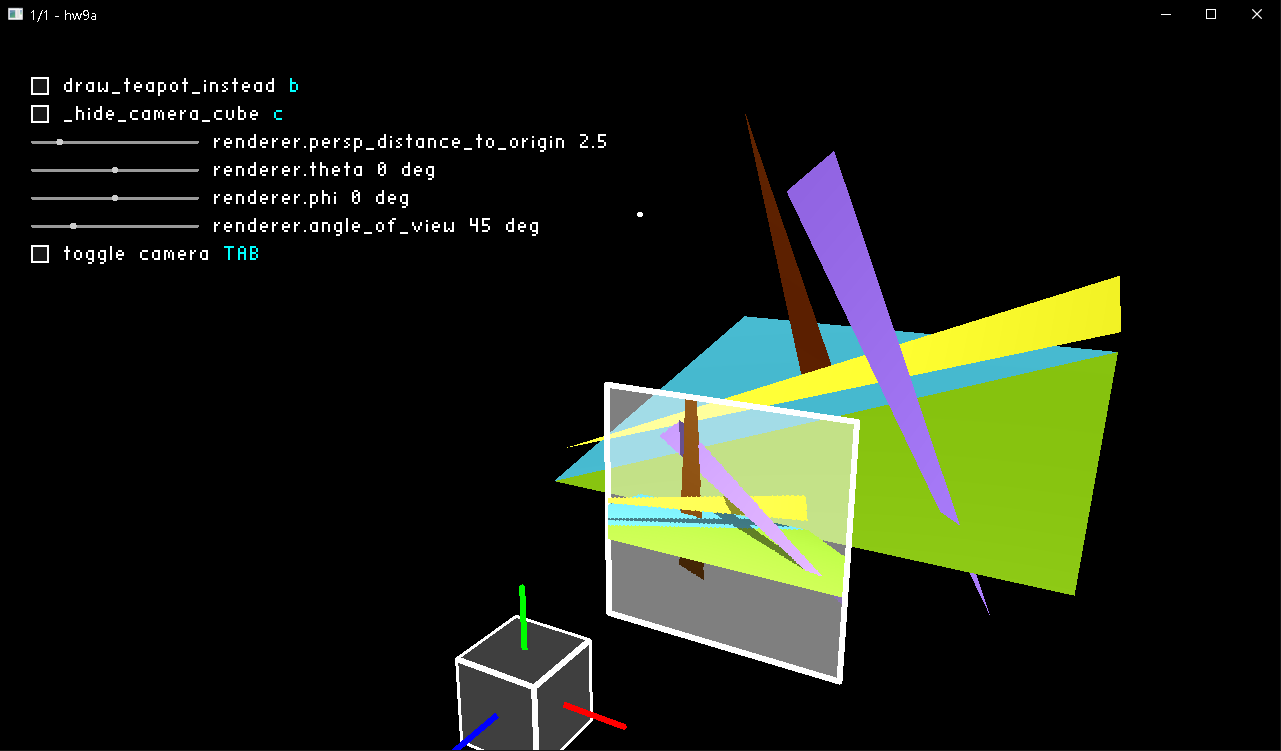 1/1 - hw9a
draw_teapot_instead b
_hide_camera_cube c
renderer.persp_distance_to_origin 2.5
renderer.theta 0 deg
renderer.phi 0 deg
renderer.angle_of_view 45 deg
toggle camera TAB